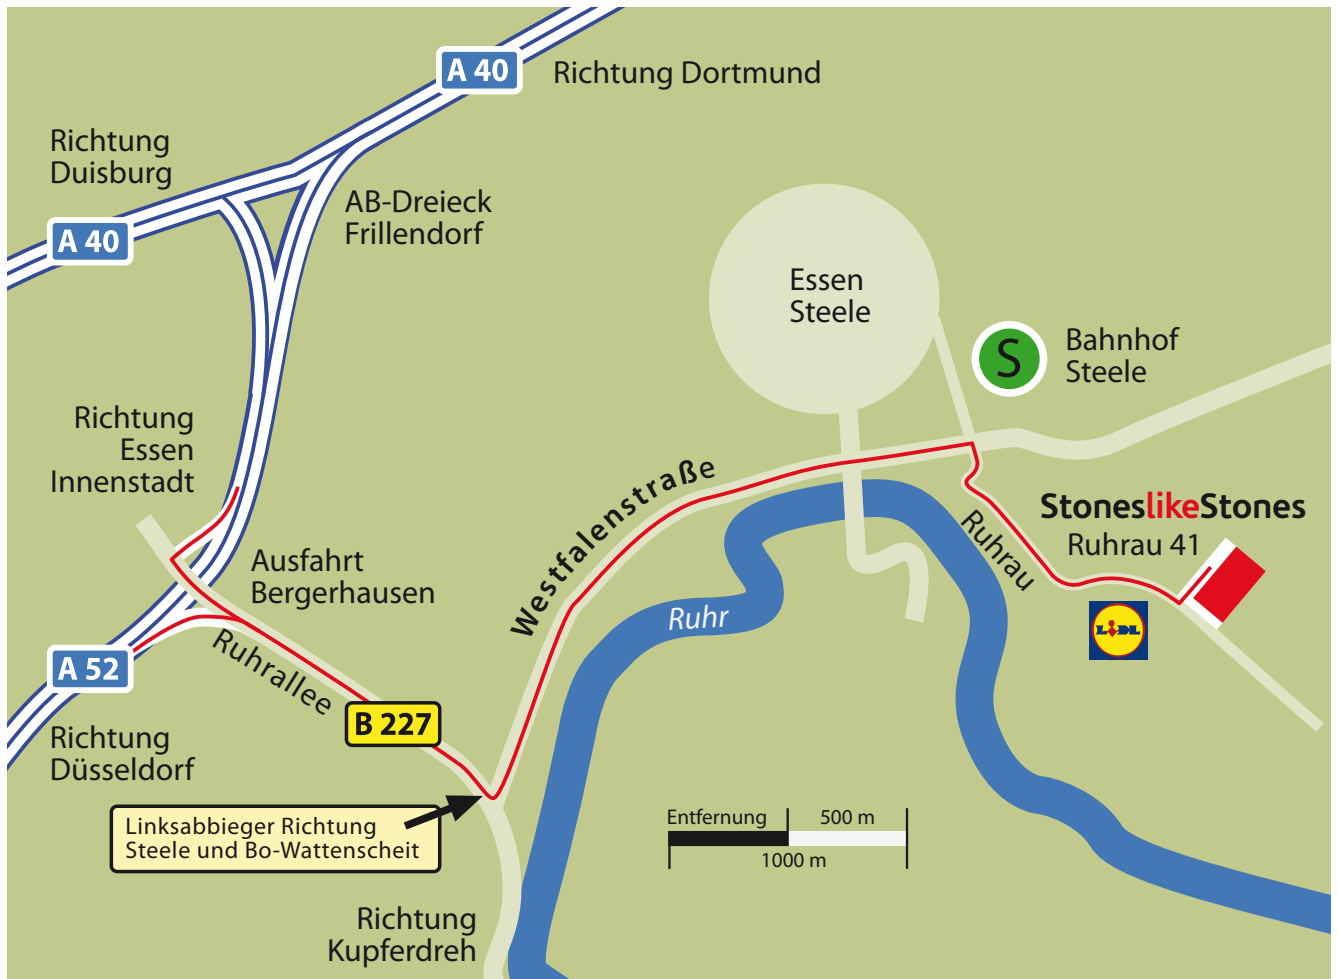 A 40
Richtung Dortmund
Richtung
Duisburg
A 40
AB-Dreieck
Frillendorf
Essen
Steele
S
Bahnhof
Steele
Richtung
Essen
Innenstadt
Westfalenstraße
StoneslikeStones
Ruhrau 41
Ruhrau
Ausfahrt
Bergerhausen
Ruhr
LIDL
A 52
Ruhrallee
B 227
Richtung
Düsseldorf
Linksabbieger Richtung
Steele und Bo-Wattenscheit
Entfernung
500 m
1000 m
Richtung
Kupferdreh